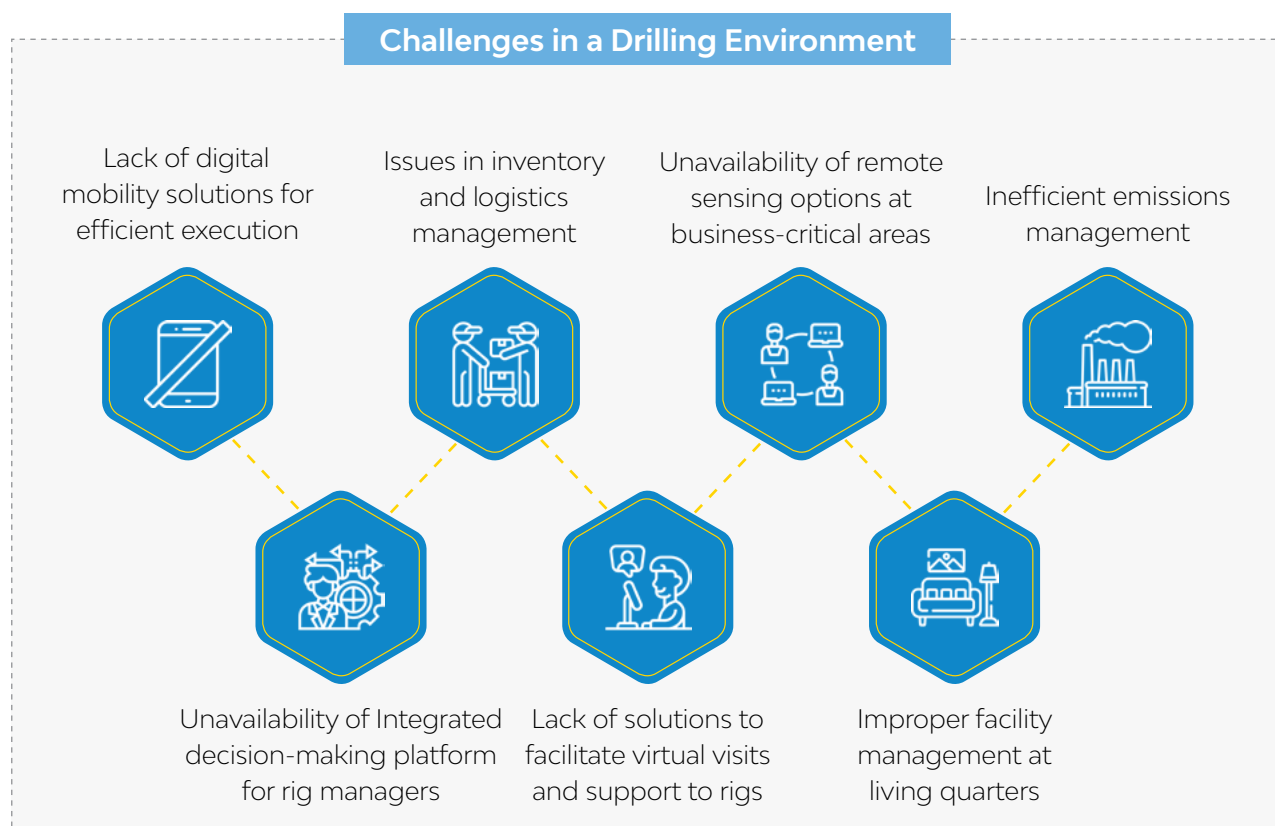 Challenges in a Drilling Environment
Lack of digital
mobility solutions for
efficient execution
Issues in inventory
and logistics
management
Unavailability of remote
sensing options at
business-critical areas
Inefficient emissions
management
Unavailability of Integrated
decision-making platform
for rig managers
Lack of solutions to
facilitate virtual visits
and support to rigs
Improper facility
management at
living quarters